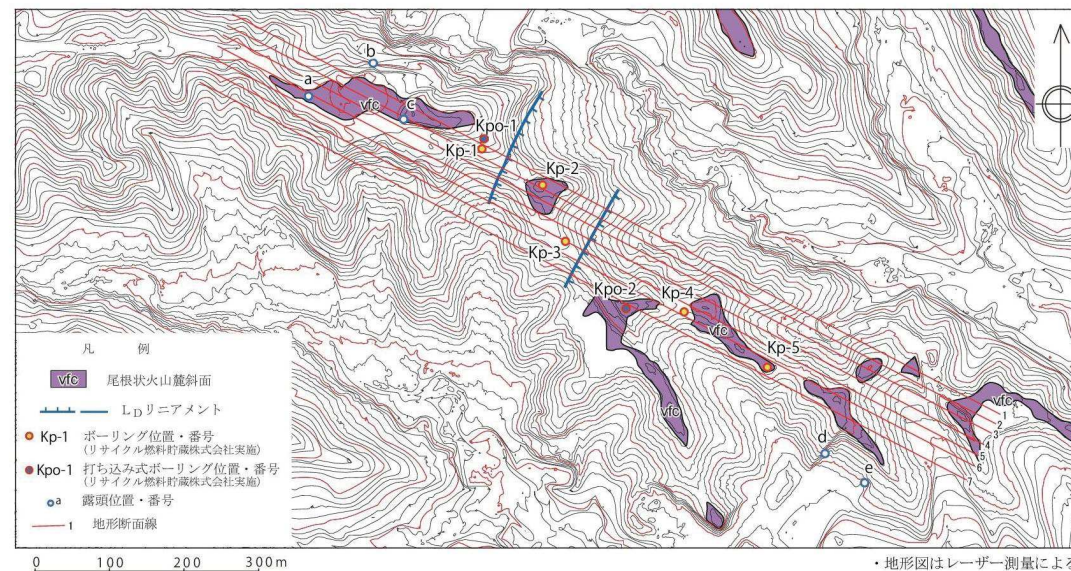 b
a
vfc
c
Kpo-1
Kp-1
Kp-2
Kp-3
Kpo-2
Kp-4
vfc
Kp-5
vfc
vfc
d
e
1
2
3
4
5
6
7
凡 例
vfc 尾根状火山麓斜面
LDリニアメント
Kp-1 ボーリング位置・番号
(リサイクル燃料貯蔵株式会社実施)
Kpo-1 打ち込み式ボーリング位置・番号
(リサイクル燃料貯蔵株式会社実施)
a 露頭位置・番号
1 地形断面線
0 100 200 300m
・地形図はレーザー測量による